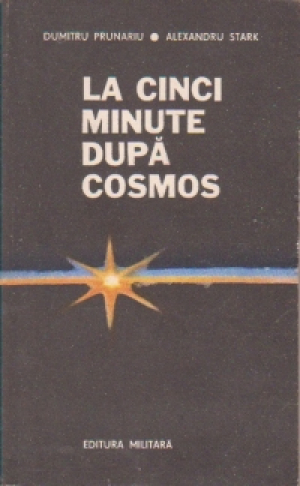 DUMITRU PRUNARIU ● ALEXANDRU STARK
LA CINCI
MINUTE
DUPĂ
COSMOS
EDITURA MILITARĂ